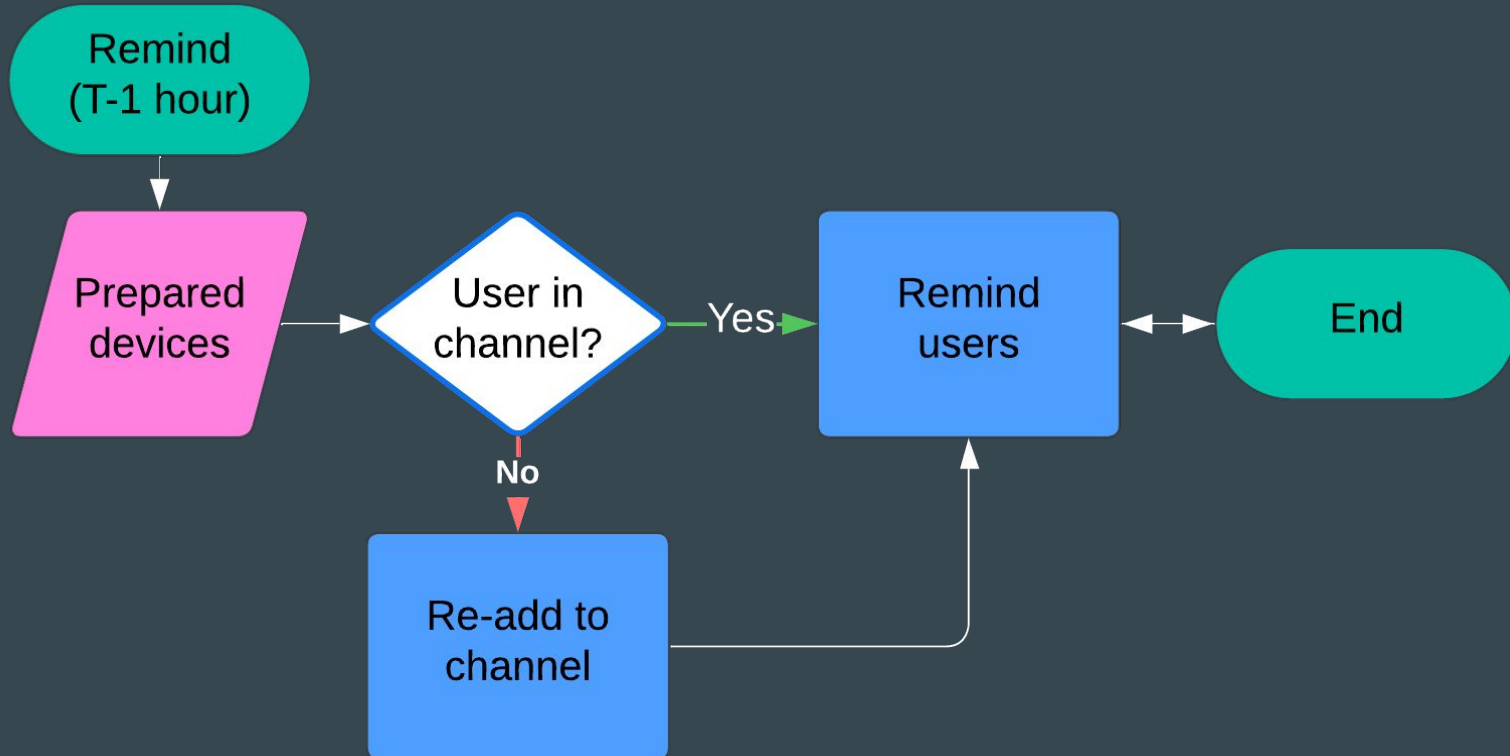 Remind
(T-1 hour)
Prepared
devices
User in
channel?
Yes
Remind
users
End
No
Re-add to
channel